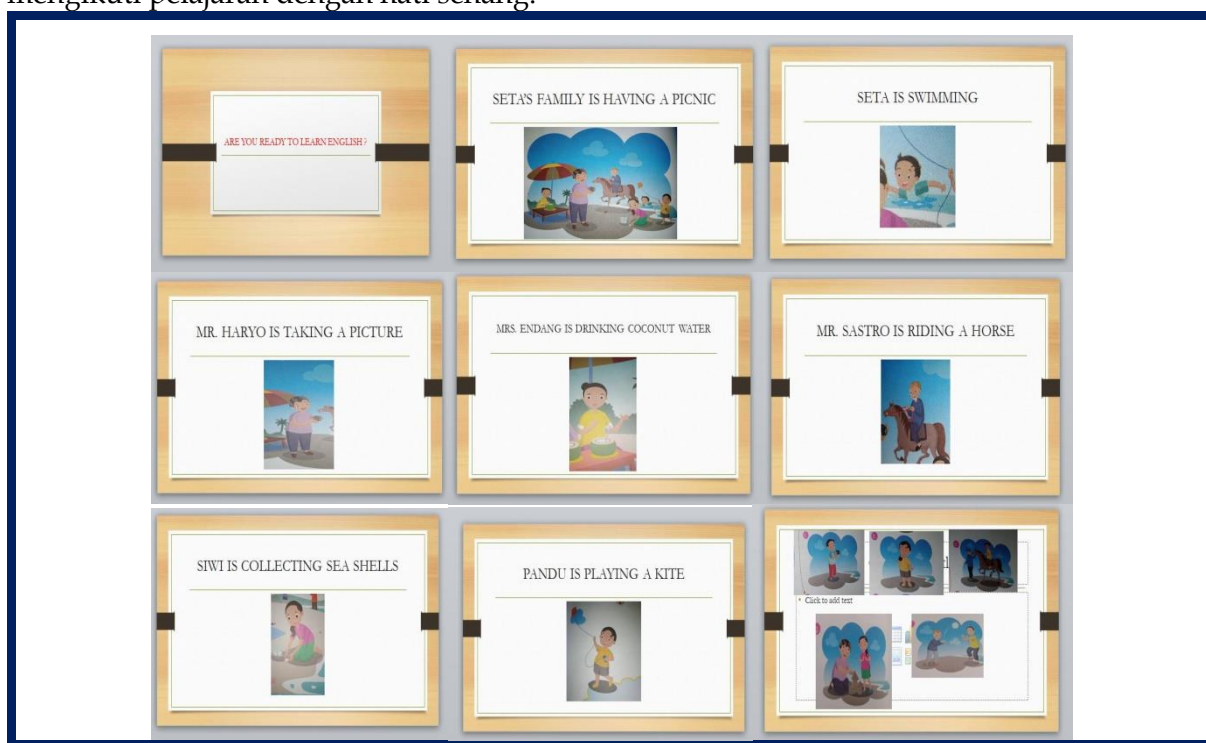 mengikuti pelajaran dengan hati senang.
ARE YOU READY TO LEARN ENGLISH ?
SETA'S FAMILY IS HAVING A PICNIC
SETA IS SWIMMING
MR. HARYO IS TAKING A PICTURE
MRS. ENDANG IS DRINKING COCONUT WATER
MR. SASTRO IS RIDING A HORSE
SIWI IS COLLECTING SEA SHELLS
PANDU IS PLAYING A KITE
Click to add text